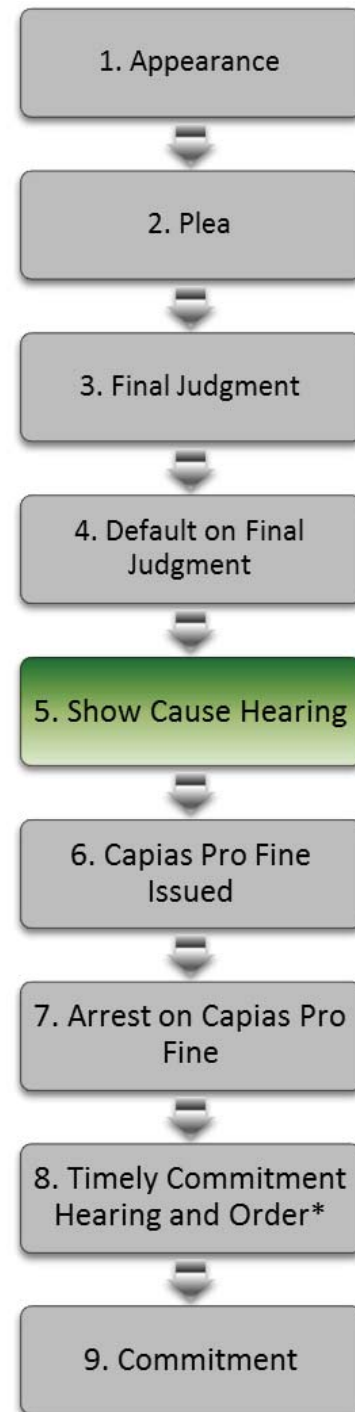 1. Appearance
2. Plea
3. Final Judgment
4. Default on Final
Judgment
5. Show Cause Hearing
6. Capias Pro Fine
Issued
7. Arrest on Capias Pro
Fine
8. Timely Commitment
Hearing and Order*
9. Commitment